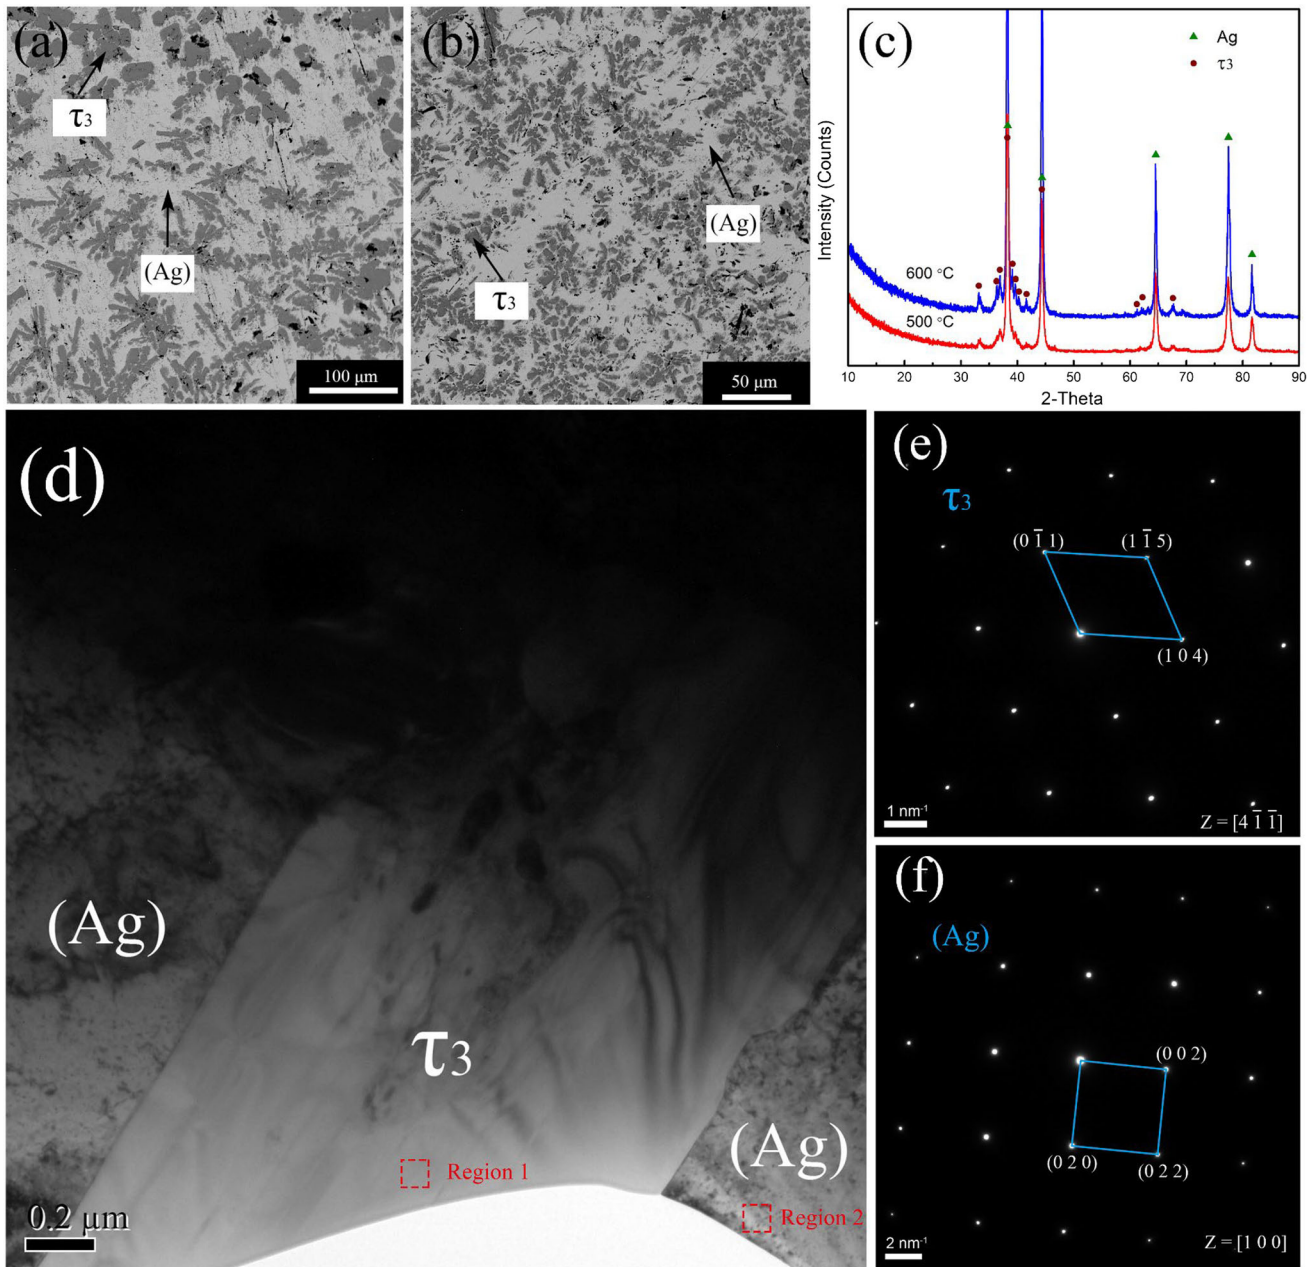 (a)
τ3
(Ag)
100 μm
(b)
(Ag)
τ3
50 μm
(c)
Ag
τ3
Intensity (Counts)
600 °C
500 °C
10 20 30 40 50 60 70 80 90
2-Theta
(d)
(Ag)
τ3
(Ag)
Region 1
Region 2
0.2 μm
(e)
τ3
(0 1̅ 1)
(1 1̅ 5)
(1 0 4)
1 nm⁻¹
Z = [4 1̅ 1̅]
(f)
(Ag)
(0 0 2)
(0 2 0)
(0 2 2)
2 nm⁻¹
Z = [1 0 0]